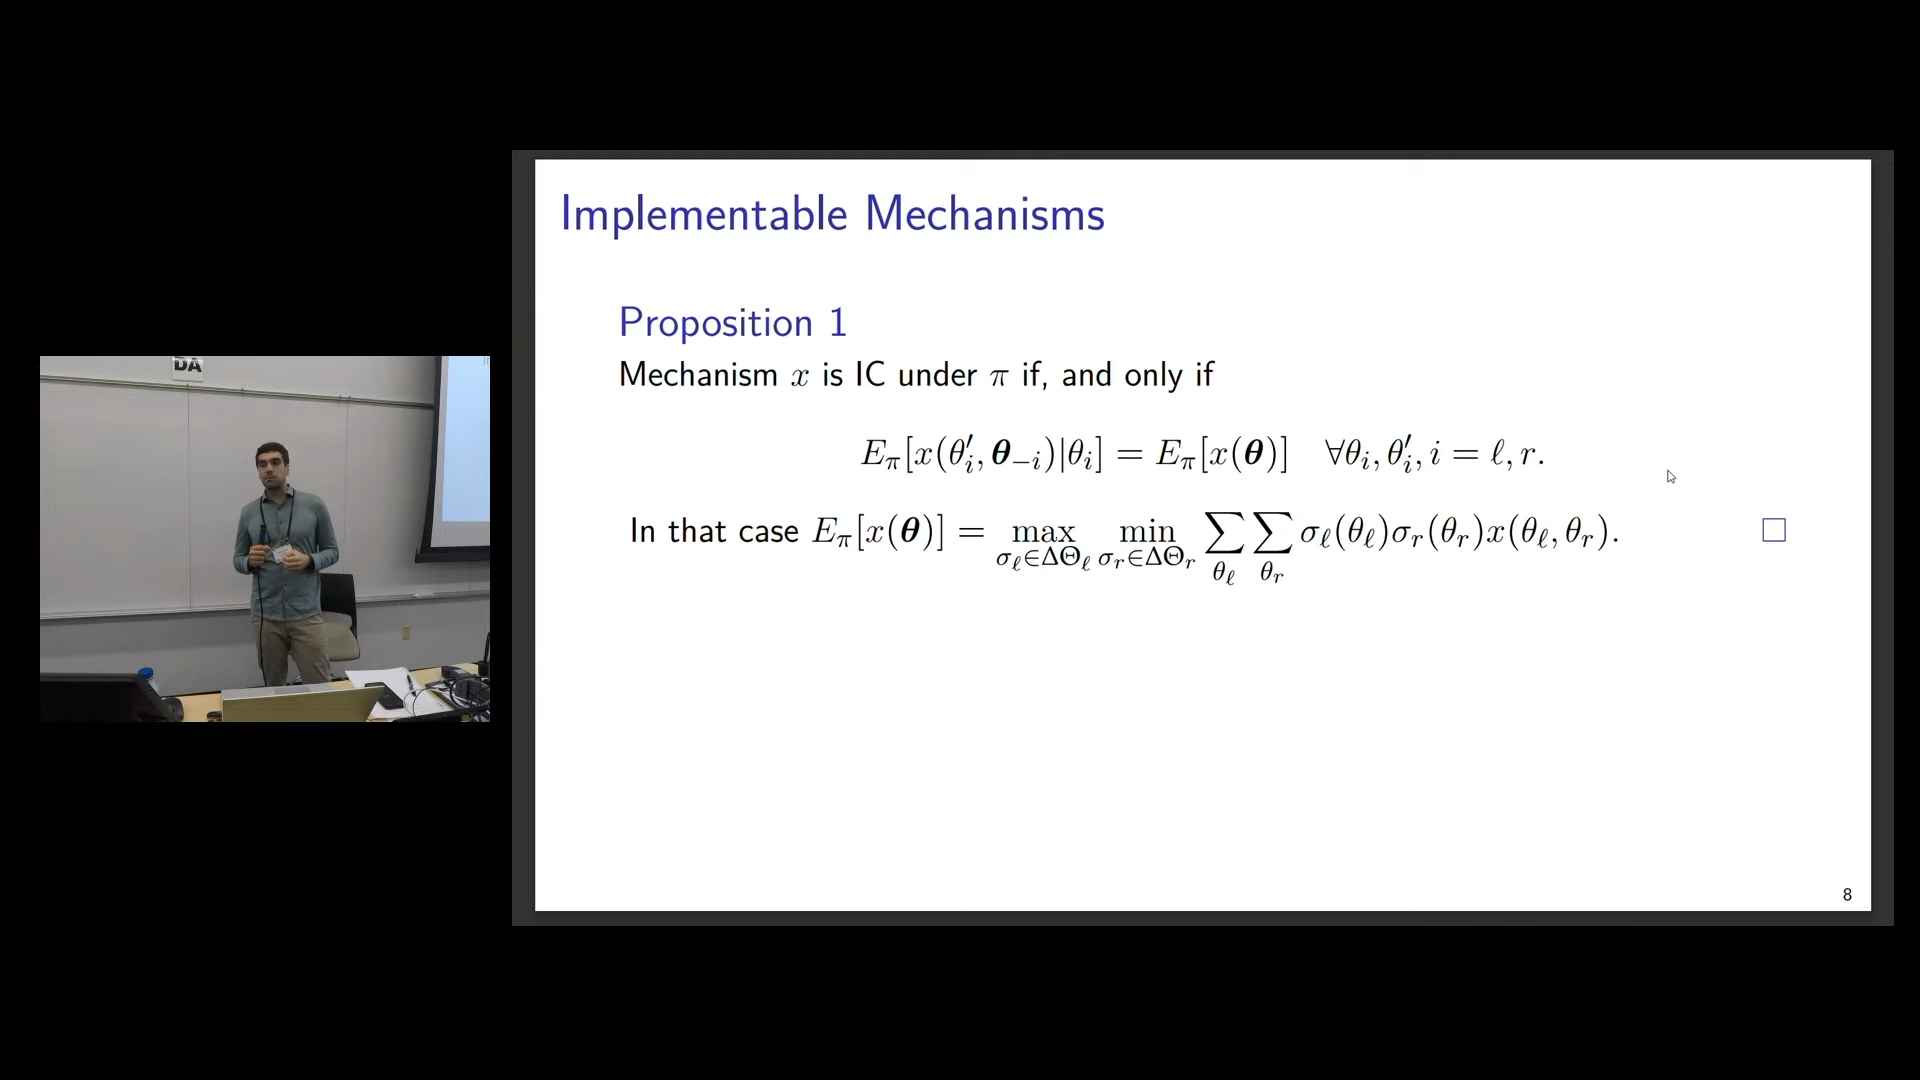 DA
Implementable Mechanisms
Proposition 1
Mechanism x is IC under π if, and only if
E_π[x(θ′_i, θ_{−i})|θ_i] = E_π[x(θ)] ∀θ_i, θ′_i, i = ℓ, r.
In that case E_π[x(θ)] = max_{σ_ℓ∈ΔΘ_ℓ} min_{σ_r∈ΔΘ_r} ∑_{θ_ℓ} ∑_{θ_r} σ_ℓ(θ_ℓ)σ_r(θ_r)x(θ_ℓ, θ_r). □
8